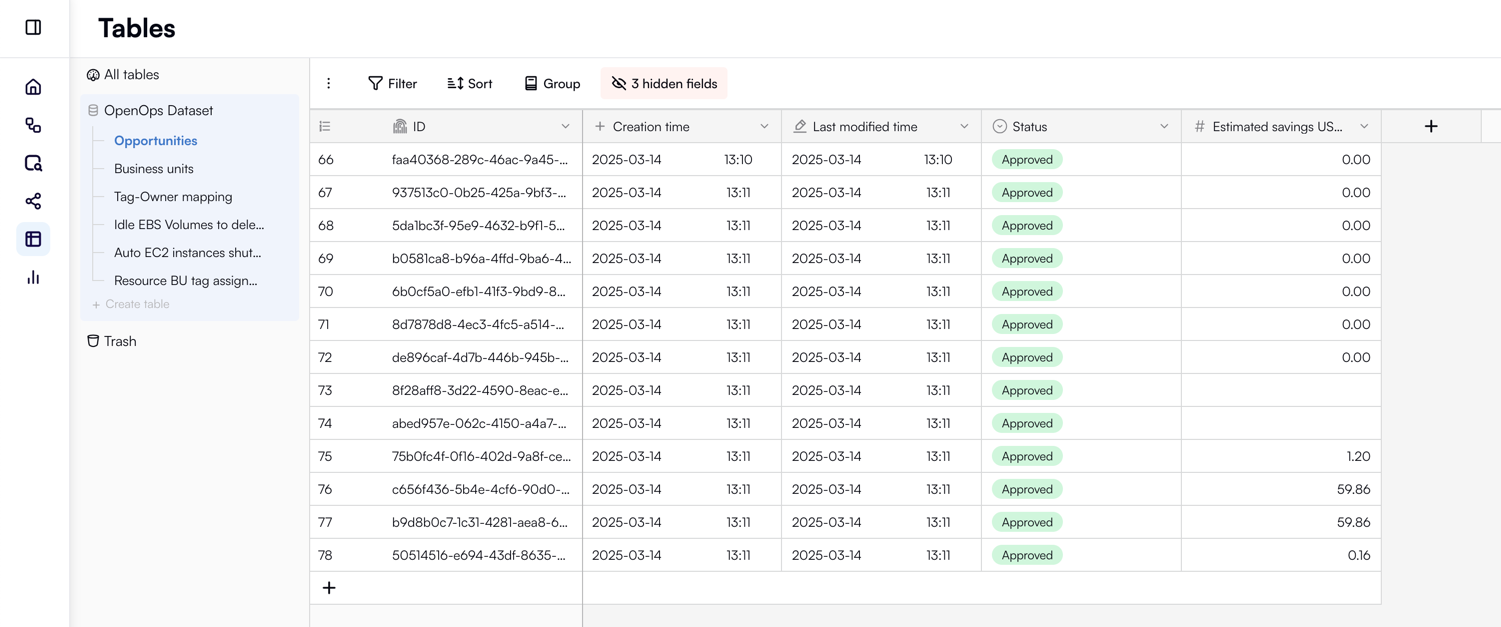 Tables
All tables
OpenOps Dataset
Opportunities
Business units
Tag-Owner mapping
Idle EBS Volumes to dele...
Auto EC2 instances shut...
Resource BU tag assign...
+ Create table
Trash
Filter Sort Group 3 hidden fields
ID + Creation time Last modified time Status # Estimated savings US... +
66 faa40368-289c-46ac-9a45-... 2025-03-14 13:10 2025-03-14 13:10 Approved 0.00
67 937513c0-0b25-425a-9bf3-... 2025-03-14 13:11 2025-03-14 13:11 Approved 0.00
68 5da1bc3f-95e9-4632-b9f1-5... 2025-03-14 13:11 2025-03-14 13:11 Approved 0.00
69 b0581ca8-b96a-4ffd-9ba6-4... 2025-03-14 13:11 2025-03-14 13:11 Approved 0.00
70 6b0cf5a0-efb1-41f3-9bd9-8... 2025-03-14 13:11 2025-03-14 13:11 Approved 0.00
71 8d7878d8-4ec3-4fc5-a514-... 2025-03-14 13:11 2025-03-14 13:11 Approved 0.00
72 de896caf-4d7b-446b-945b-... 2025-03-14 13:11 2025-03-14 13:11 Approved 0.00
73 8f28aff8-3d22-4590-8eac-e... 2025-03-14 13:11 2025-03-14 13:11 Approved
74 abed957e-062c-4150-a4a7-... 2025-03-14 13:11 2025-03-14 13:11 Approved
75 75b0fc4f-0f16-402d-9a8f-ce... 2025-03-14 13:11 2025-03-14 13:11 Approved 1.20
76 c656f436-5b4e-4cf6-90d0-... 2025-03-14 13:11 2025-03-14 13:11 Approved 59.86
77 b9d8b0c7-1c31-4281-aea8-6... 2025-03-14 13:11 2025-03-14 13:11 Approved 59.86
78 50514516-e694-43df-8635-... 2025-03-14 13:11 2025-03-14 13:11 Approved 0.16
+